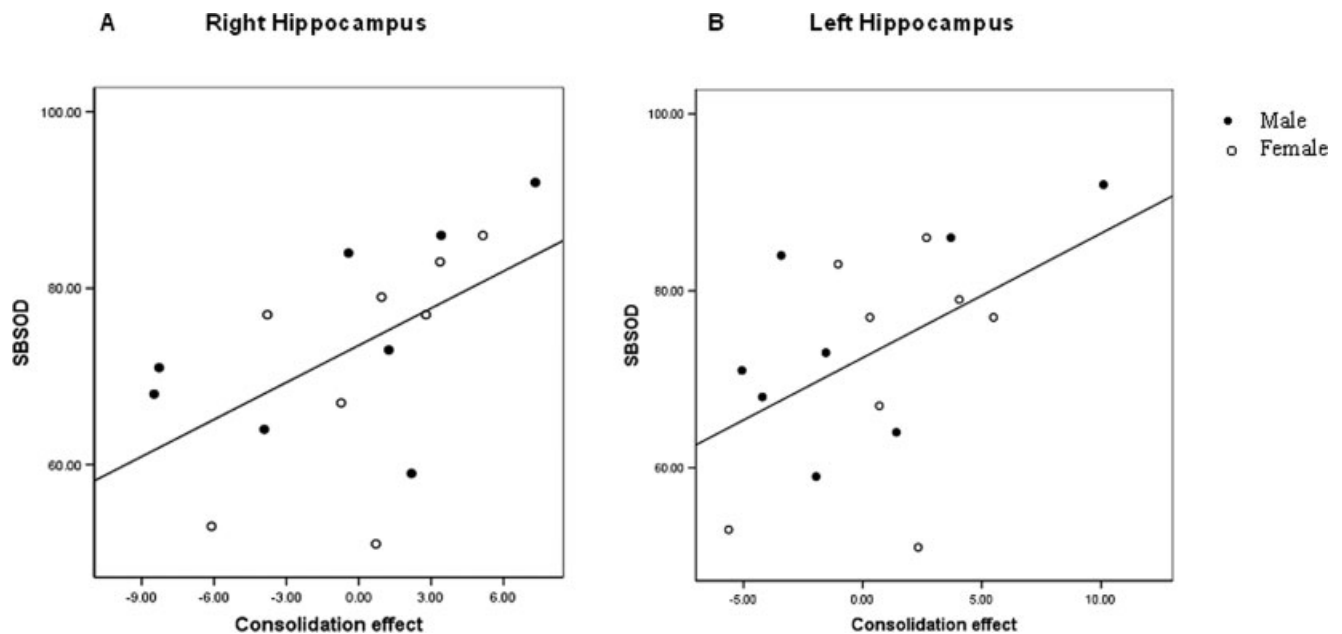 A Right Hippocampus
100.00
80.00
60.00
SBSOD
-9.00 -6.00 -3.00 0.00 3.00 6.00
Consolidation effect
B Left Hippocampus
100.00
80.00
60.00
SBSOD
-5.00 0.00 5.00 10.00
Consolidation effect
Male
Female